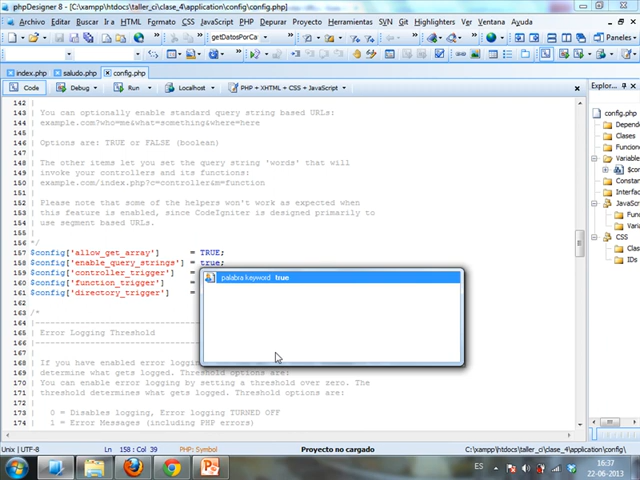 phpDesigner 8 - [C:\xampp\htdocs\taller_ci\clase_4\application\config\config.php]
Archivo Editar Buscar Insertar Ir a HTML Formato CSS JavaScript PHP Depurar Proyecto Herramientas SVN Git Highlighters Ver Ventana Ayuda
getDatosPorCa
Paneles
index.php saludo.php config.php
Code Debug Run Localhost PHP + XHTML + CSS + JavaScript
Explor...
142 |
143 | You can optionally enable standard query string based URLs:
144 | example.com?who=me&what=something&where=here
145 |
146 | Options are: TRUE or FALSE (boolean)
147 |
148 | The other items let you set the query string 'words' that will
149 | invoke your controllers and its functions:
150 | example.com/index.php?c=controller&m=function
151 |
152 | Please note that some of the helpers won't work as expected when
153 | this feature is enabled, since CodeIgniter is designed primarily to
154 | use segment based URLs.
155 |
156 */
157 $config['allow_get_array'] = TRUE;
158 $config['enable_query_strings'] = true;
159 $config['controller_trigger'] =
160 $config['function_trigger'] =
161 $config['directory_trigger'] =
162
163 /*
164 |
165 | Error Logging Threshold
166 |
167 |
168 | If you have enabled error logging
169 | determine what gets logged. Threshold options are:
170 | You can enable error logging by setting a threshold over zero. The
171 | threshold determines what gets logged. Threshold options are:
172 |
173 | 0 = Disables logging, Error logging TURNED OFF
174 | 1 = Error Messages (including PHP errors)
palabra keyword true
config.php
Depend
Clases
Funcione
Variable
$co
Constan
Interfac
JavaScr
Func
Varia
CSS
Clas
IDs
Unix | UTF-8 Ln 158 : Col 39 PHP: Symbol Proyecto no cargado C:\xampp\htdocs\taller_ci\clase_4\application\config\
ES
16:37
22-06-2013